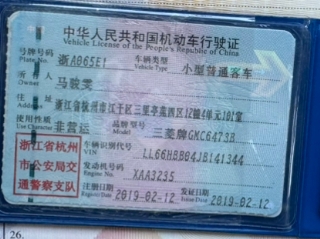 中华人民共和国机动车行驶证
Vehicle License of the People's Republic of China
号牌号码 浙A065E1 车辆类型 小型普通客车
Plate No. Vehicle Type
所有人 马骏雯
Owner
住址 浙江省杭州市江干区三里亭南四区12幢4单元101室
Address
使用性质 非营运 品牌型号 三菱牌GMC6473B
Use Character Model
浙江省杭州
市公安局交
通警察支队
车辆识别代号 LL66HBB04JB141344
VIN
发动机号码 XAA3235
Engine No.
注册日期 2019-02-12 发证日期 2019-02-12
Register Date Issue Date
26.